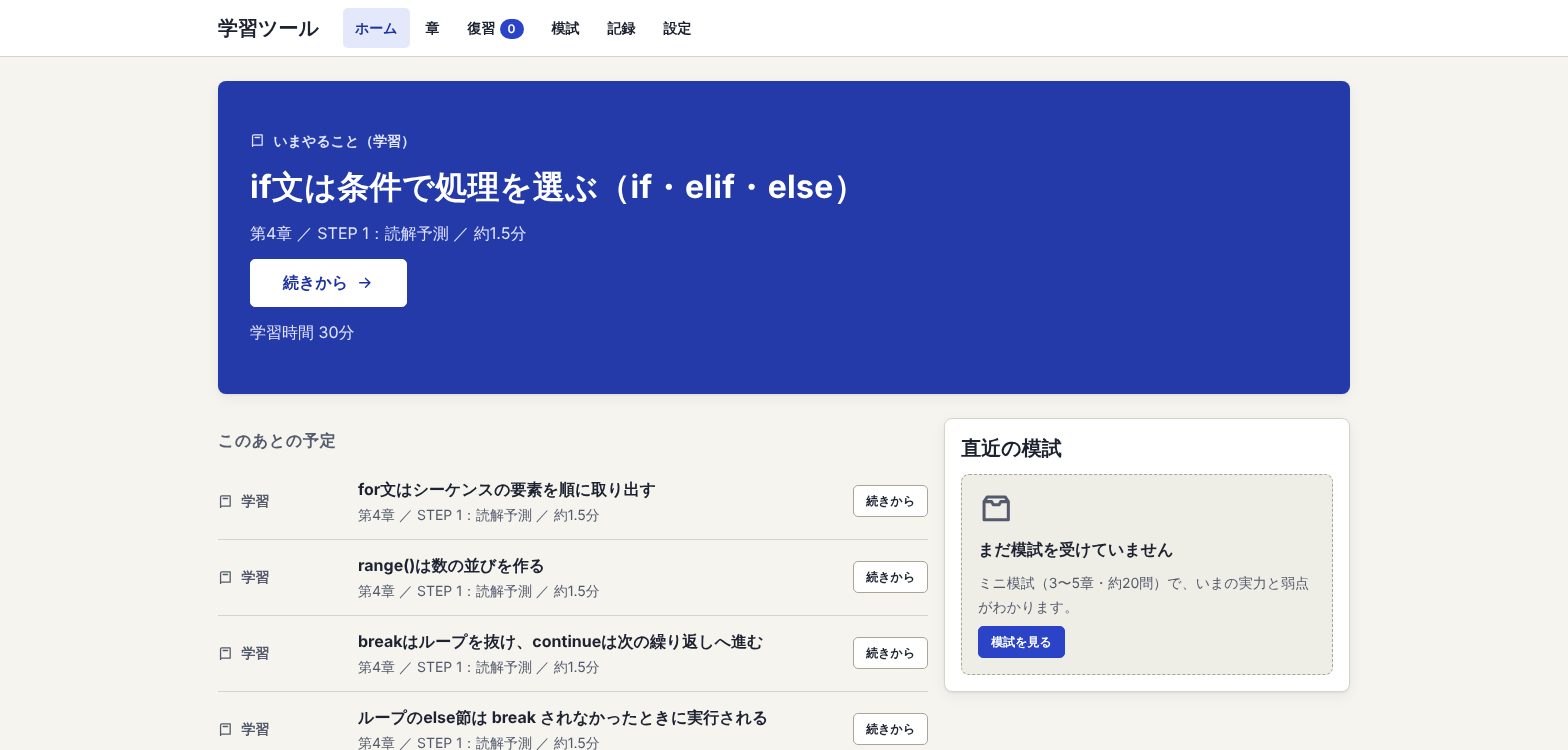 学習ツール
ホーム
章
復習 0
模試
記録
設定
いまやること（学習）
if文は条件で処理を選ぶ（if・elif・else）
第4章 ／ STEP 1：読解予測 ／ 約1.5分
続きから →
学習時間 30分
このあとの予定
学習
for文はシーケンスの要素を順に取り出す
第4章 ／ STEP 1：読解予測 ／ 約1.5分
続きから
学習
range()は数の並びを作る
第4章 ／ STEP 1：読解予測 ／ 約1.5分
続きから
学習
breakはループを抜け、continueは次の繰り返しへ進む
第4章 ／ STEP 1：読解予測 ／ 約1.5分
続きから
学習
ループのelse節は break されなかったときに実行される
第4章 ／ STEP 1：読解予測 ／ 約1.5分
続きから
直近の模試
まだ模試を受けていません
ミニ模試（3〜5章・約20問）で、いまの実力と弱点
がわかります。
模試を見る